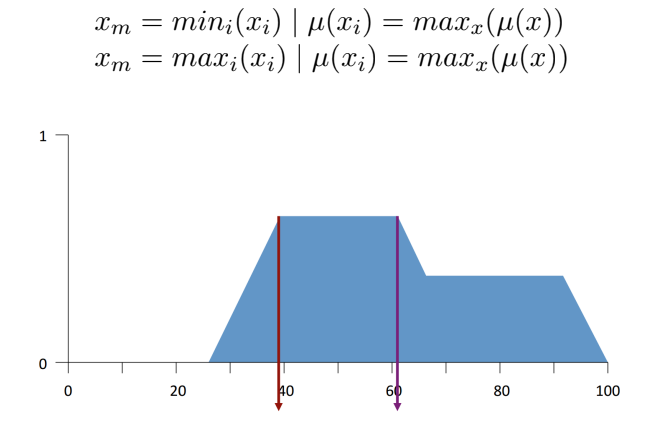 x_m = min_i(x_i) | μ(x_i) = max_x(μ(x))
x_m = max_i(x_i) | μ(x_i) = max_x(μ(x))
1
0
0 20 40 60 80 100